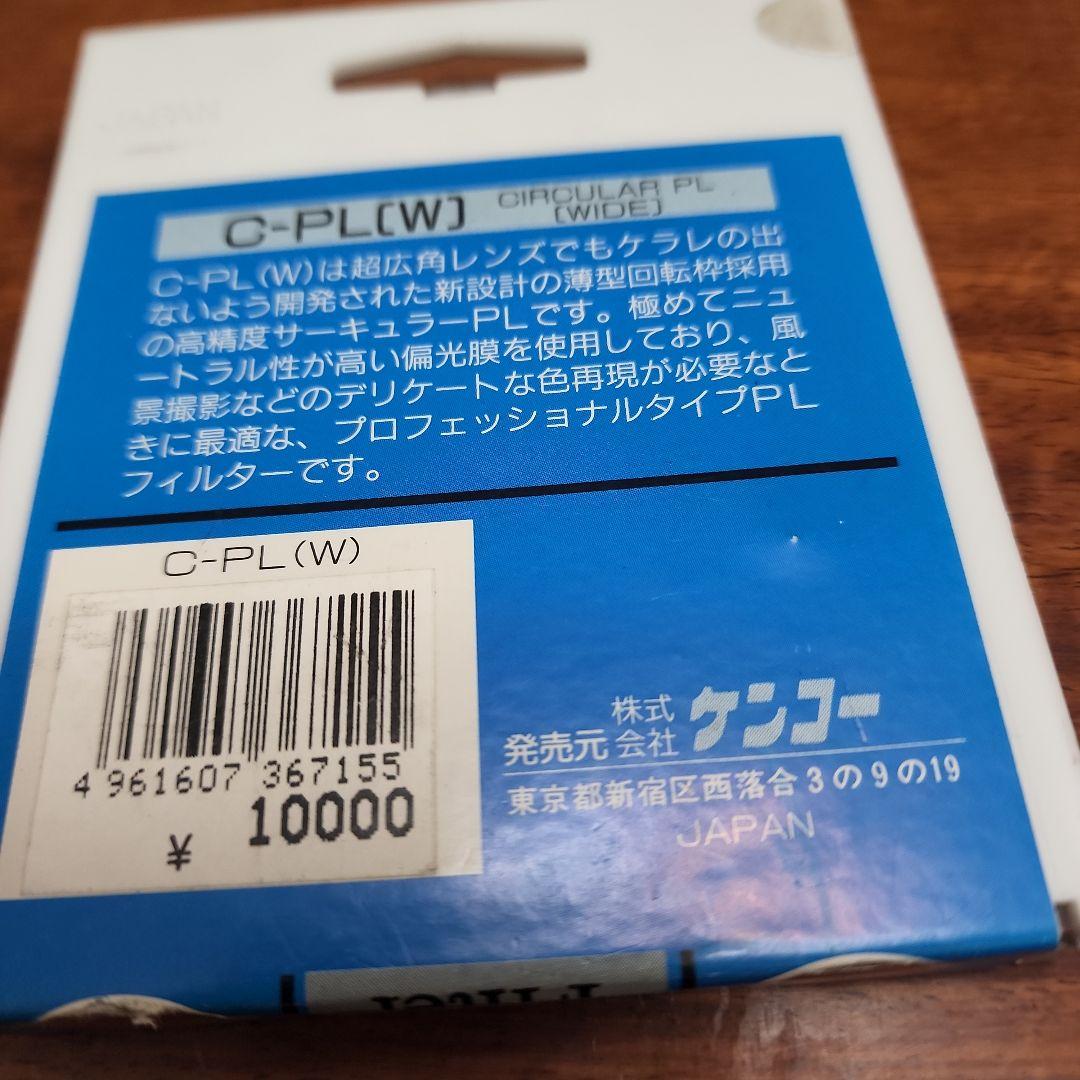 C-PL(W) CIRCULAR PL
(WIDE)
C-PL(W)は超広角レンズでもケラレの出
ないよう開発された新設計の薄型回転枠採用
の高精度サーキュラーPLです。極めてニュ
ートラル性が高い偏光膜を使用しており、風
景撮影などのデリケートな色再現が必要なと
きに最適な、プロフェッショナルタイプPL
フィルターです。
C-PL(W)
4 961607 367155
¥ 10000
発売元 株式会社 ケンコー
東京都新宿区西落合3の9の19
JAPAN